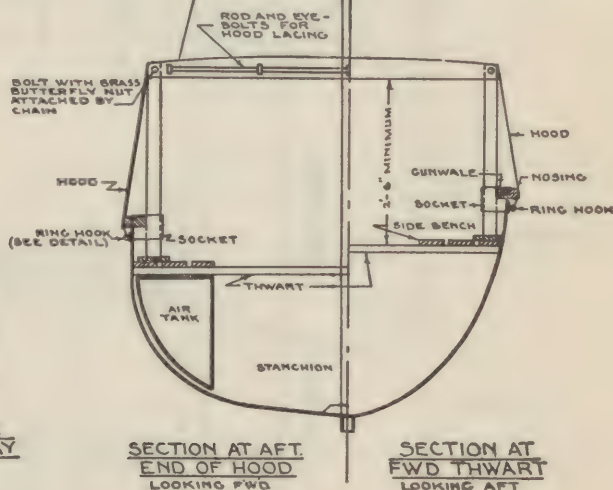 ROD AND EYE-
BOLTS FOR
HOOD LACING
BOLT WITH BRASS
BUTTERFLY NUT
ATTACHED BY
CHAIN
HOOD
RING HOOK
(SEE DETAIL)
SOCKET
AIR
TANK
THWART
STANCHION
2'-6" MINIMUM
HOOD
GUNWALE
NOSING
SOCKET
RING HOOK
SIDE BENCH
SECTION AT AFT.
END OF HOOD
LOOKING FWD
SECTION AT
FWD THWART
LOOKING AFT